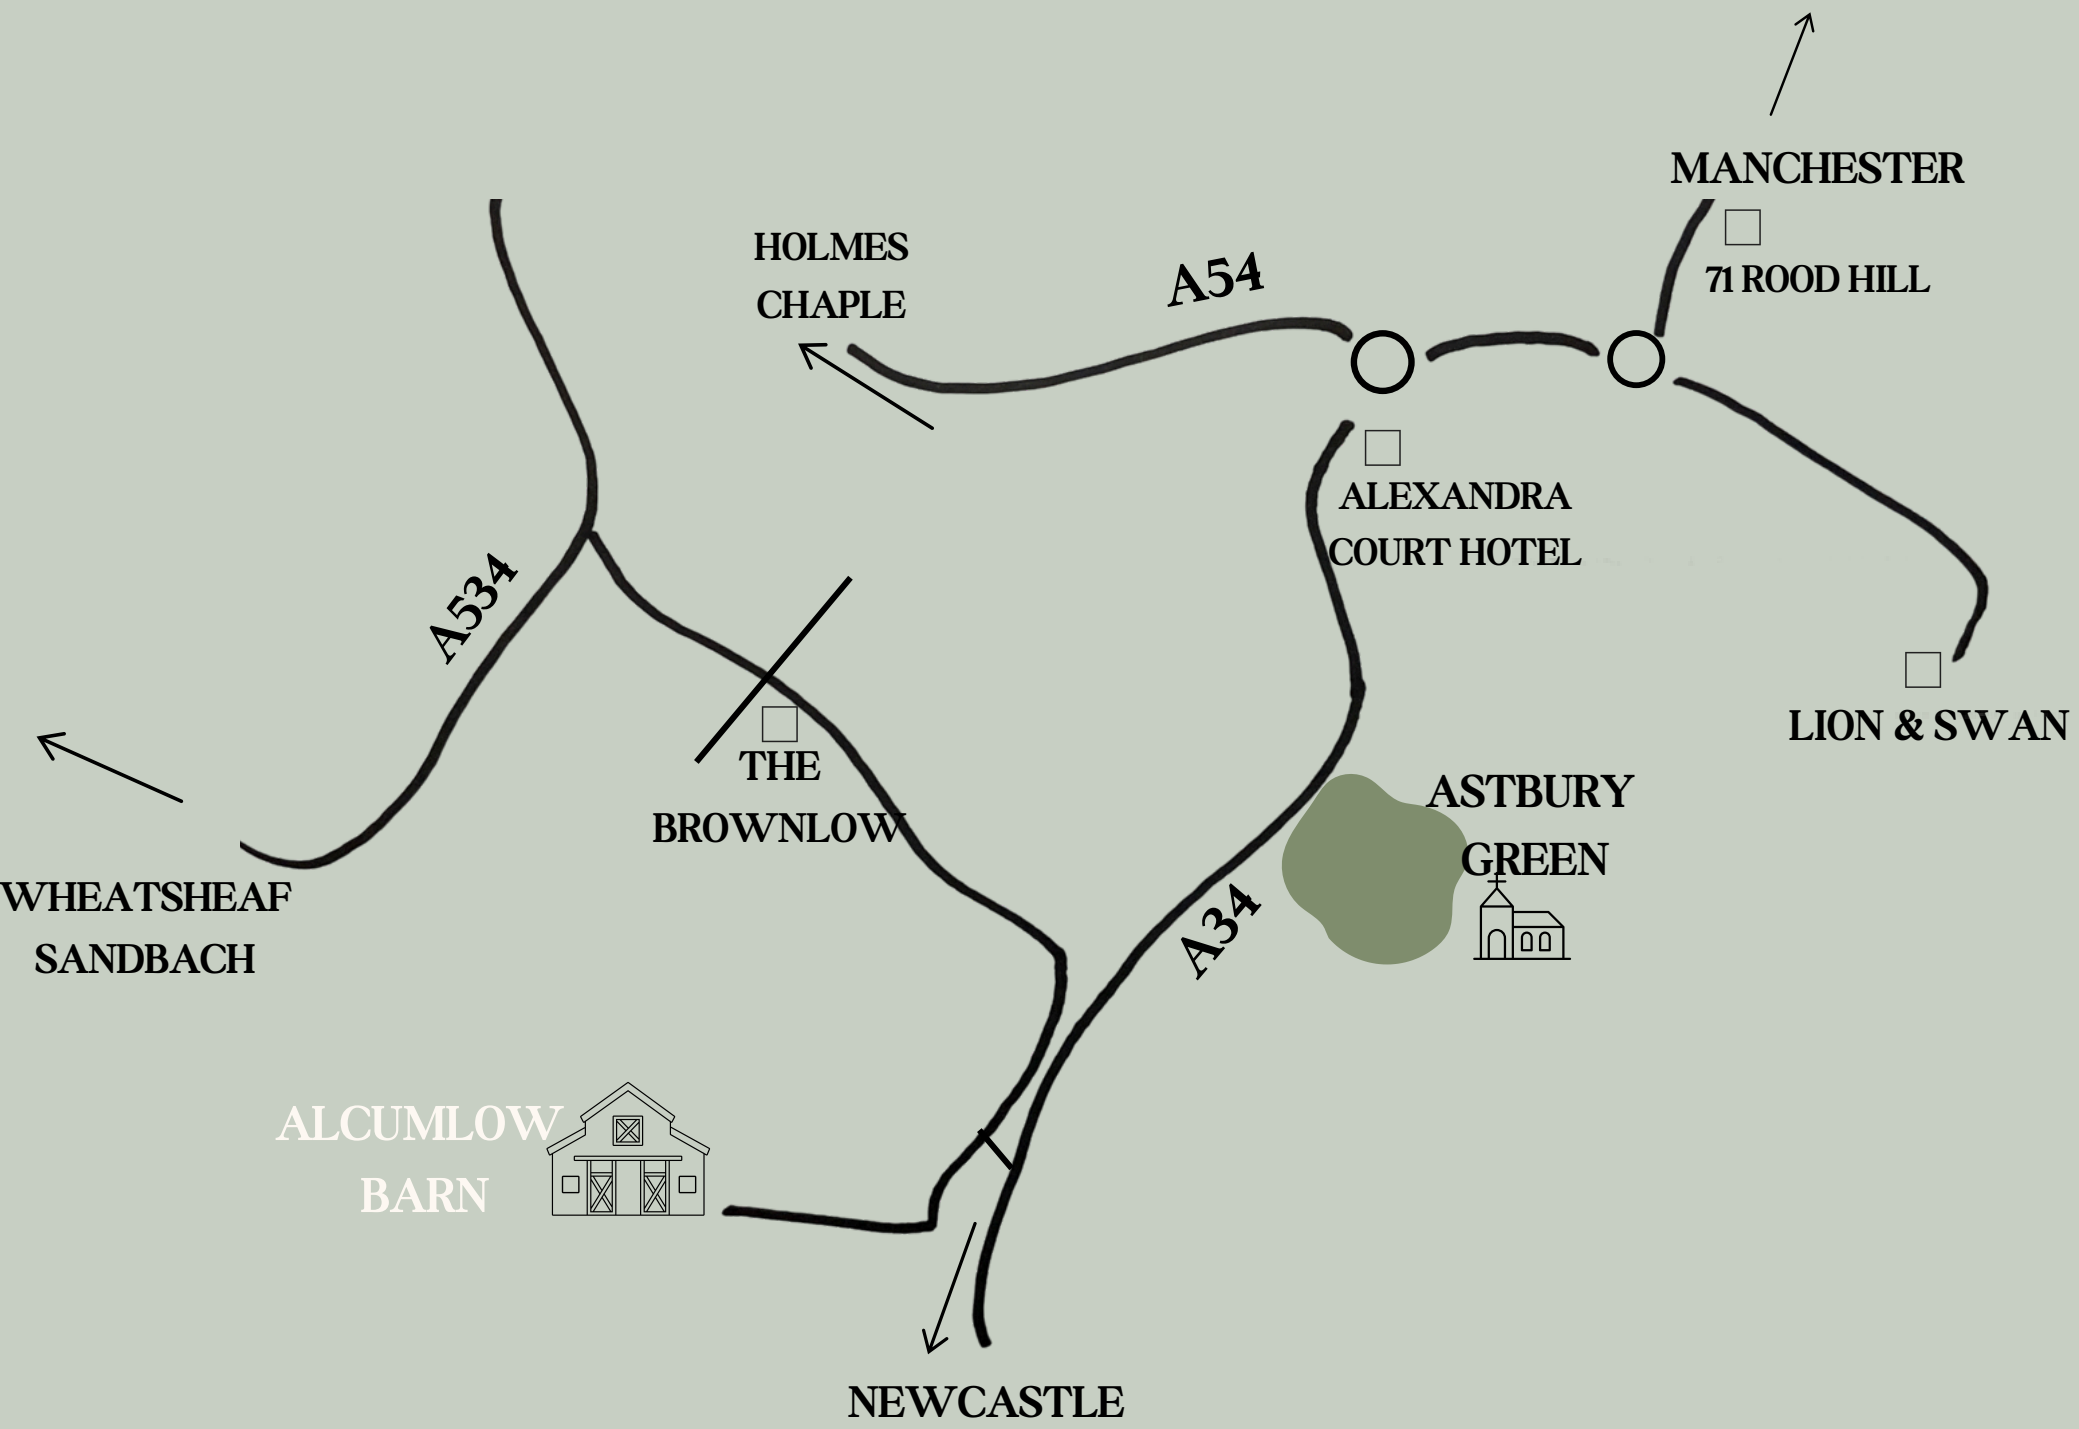 MANCHESTER
HOLMES
CHAPLE
A54
71 ROOD HILL
ALEXANDRA
COURT HOTEL
A534
LION & SWAN
THE
BROWNLOW
ASTBURY
GREEN
WHEATSHEAF
SANDBACH
A34
ALCUMLOW
BARN
NEWCASTLE